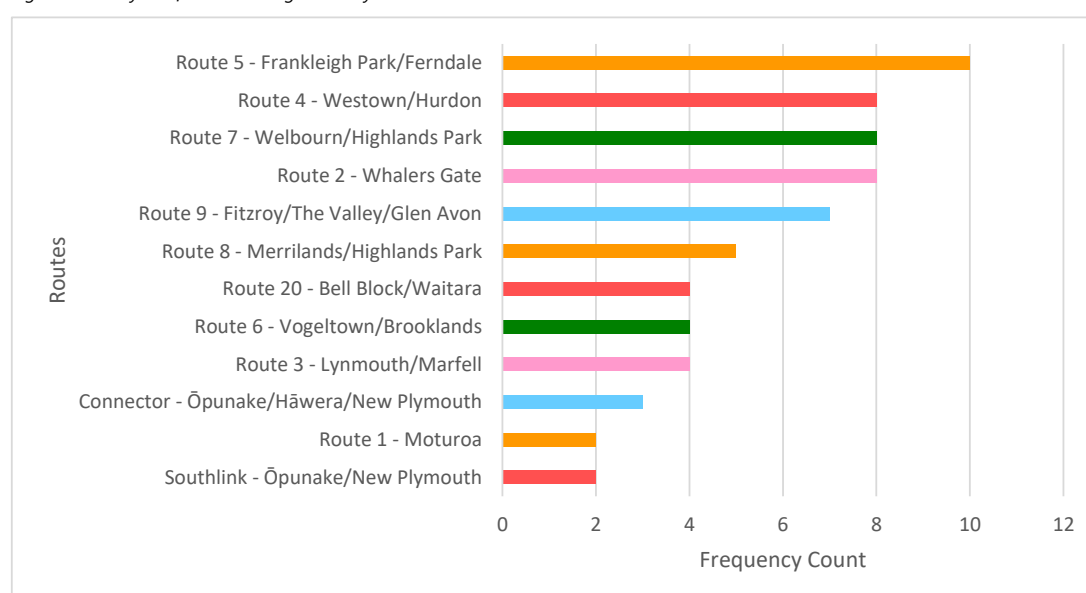 Route 5 - Frankleigh Park/Ferndale
Route 4 - Westown/Hurdon
Route 7 - Welbourn/Highlands Park
Route 2 - Whalers Gate
Route 9 - Fitzroy/The Valley/Glen Avon
Route 8 - Merrilands/Highlands Park
Route 20 - Bell Block/Waitara
Route 6 - Vogeltown/Brooklands
Route 3 - Lynmouth/Marfell
Connector - Ōpunake/Hāwera/New Plymouth
Route 1 - Moturoa
Southlink - Ōpunake/New Plymouth
Routes
0 2 4 6 8 10 12
Frequency Count